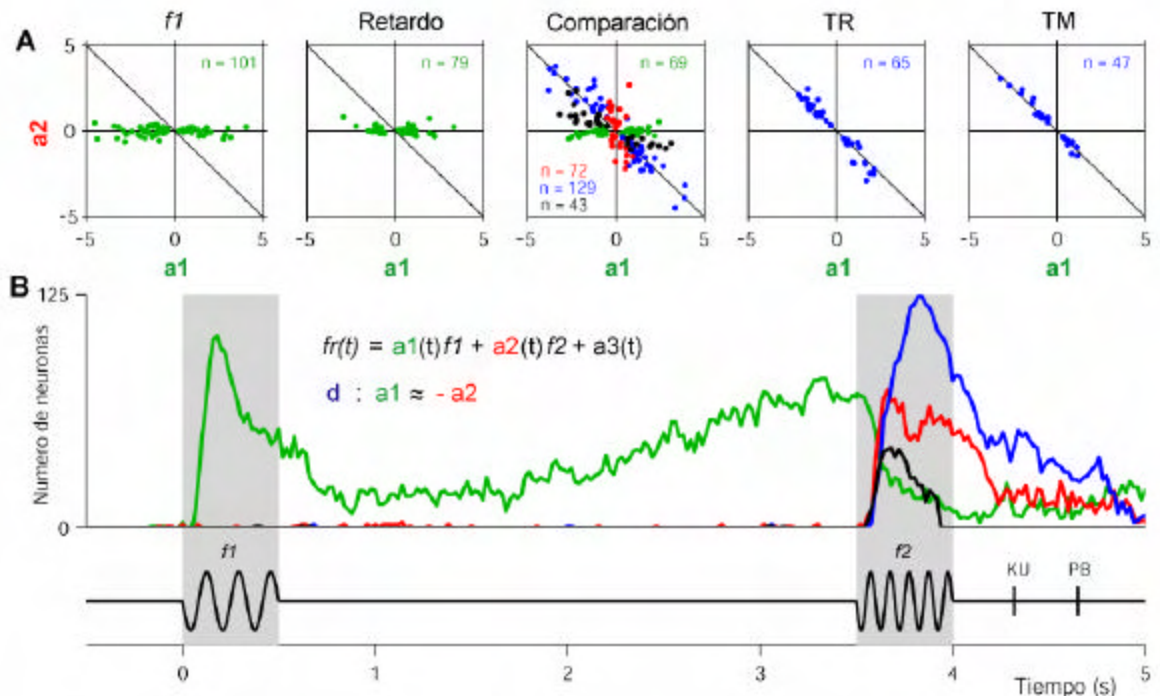 A
f1
Retardo
Comparación
TR
TM
a2
5
0
-5
n = 101
n = 79
n = 69
n = 72
n = 129
n = 43
n = 65
n = 47
-5 0 5
-5 0 5
-5 0 5
-5 0 5
-5 0 5
a1
a1
a1
a1
a1
B
125
0
Numero de neuronas
fr(t) = a1(t) f1 + a2(t) f2 + a3(t)
d : a1 ≈ - a2
f1
f2
KU
PB
0 1 2 3 4 5
Tiempo (s)